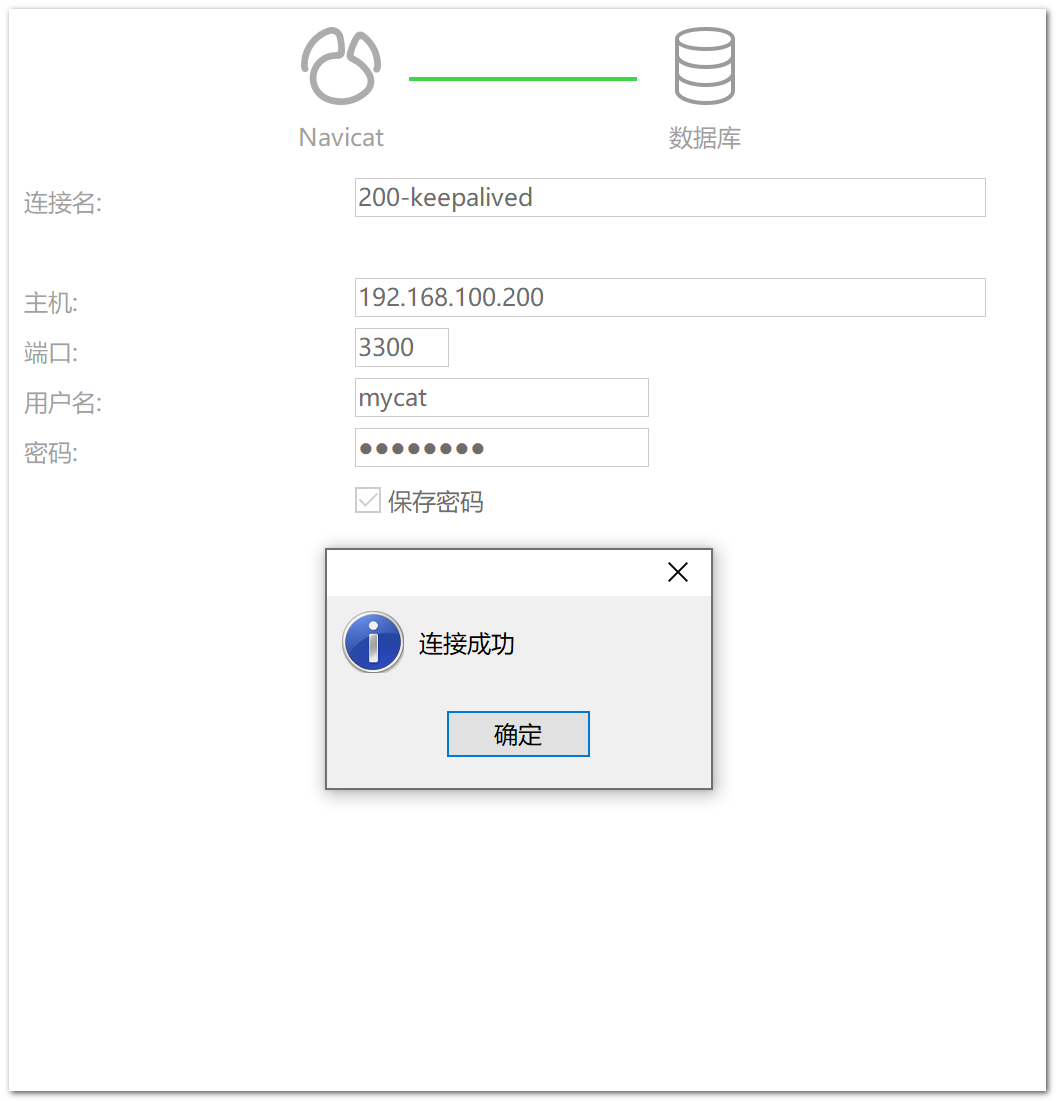 Navicat
数据库
连接名:
200-keepalived
主机:
192.168.100.200
端口:
3300
用户名:
mycat
密码:
●●●●●●●●
保存密码
连接成功
确定